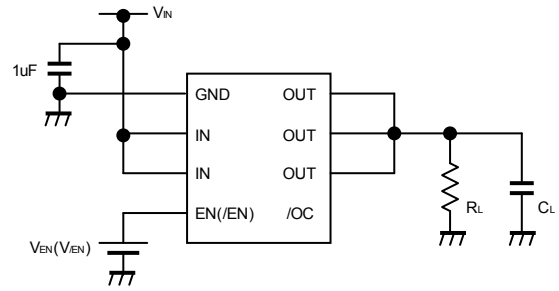 VIN
1uF
GND OUT
IN OUT
IN OUT
EN(/EN) /OC
VEN(V/EN)
RL
CL